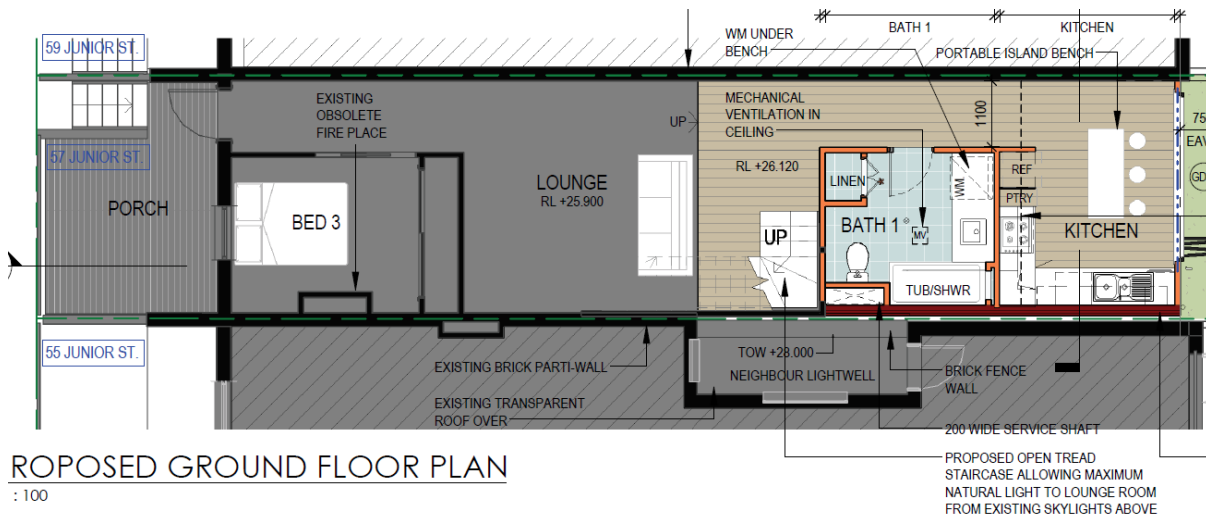 BATH 1
KITCHEN
59 JUNIOR ST.
WM UNDER
BENCH
PORTABLE ISLAND BENCH
EXISTING
OBSOLETE
FIRE PLACE
MECHANICAL
VENTILATION IN
CEILING
UP
1100
75
EAV
57 JUNIOR ST.
RL +26.120
LINEN
WM.
REF
GD
PTRY
LOUNGE
RL +25.900
PORCH
BED 3
UP
BATH 1
MV
KITCHEN
TUB/SHWR
55 JUNIOR ST.
EXISTING BRICK PARTI-WALL
TOW +28.000
NEIGHBOUR LIGHTWELL
BRICK FENCE
WALL
EXISTING TRANSPARENT
ROOF OVER
200 WIDE SERVICE SHAFT
PROPOSED OPEN TREAD
STAIRCASE ALLOWING MAXIMUM
NATURAL LIGHT TO LOUNGE ROOM
FROM EXISTING SKYLIGHTS ABOVE
ROPOSED GROUND FLOOR PLAN
: 100